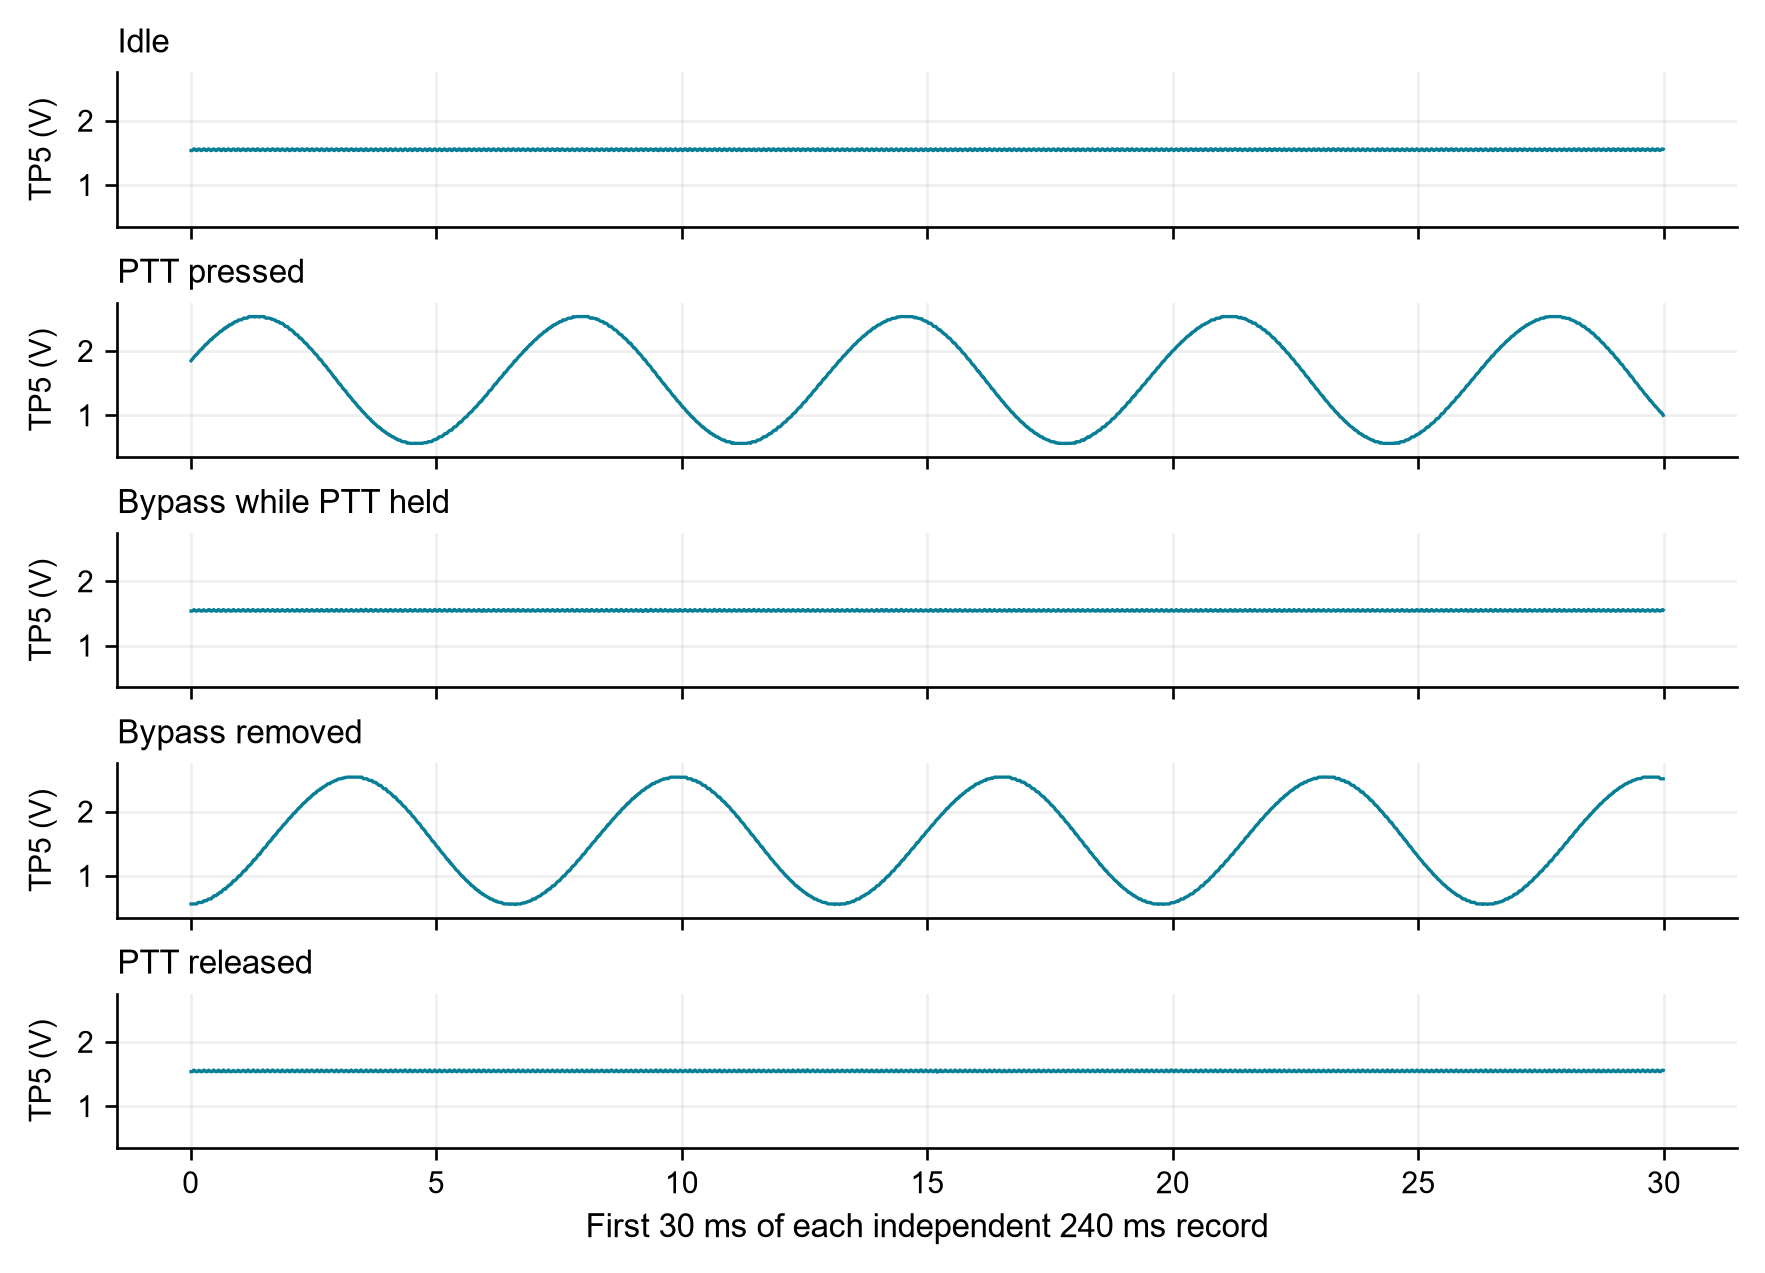 Idle
TP5 (V)
2
1
PTT pressed
TP5 (V)
2
1
Bypass while PTT held
TP5 (V)
2
1
Bypass removed
TP5 (V)
2
1
PTT released
TP5 (V)
2
1
0 5 10 15 20 25 30
First 30 ms of each independent 240 ms record